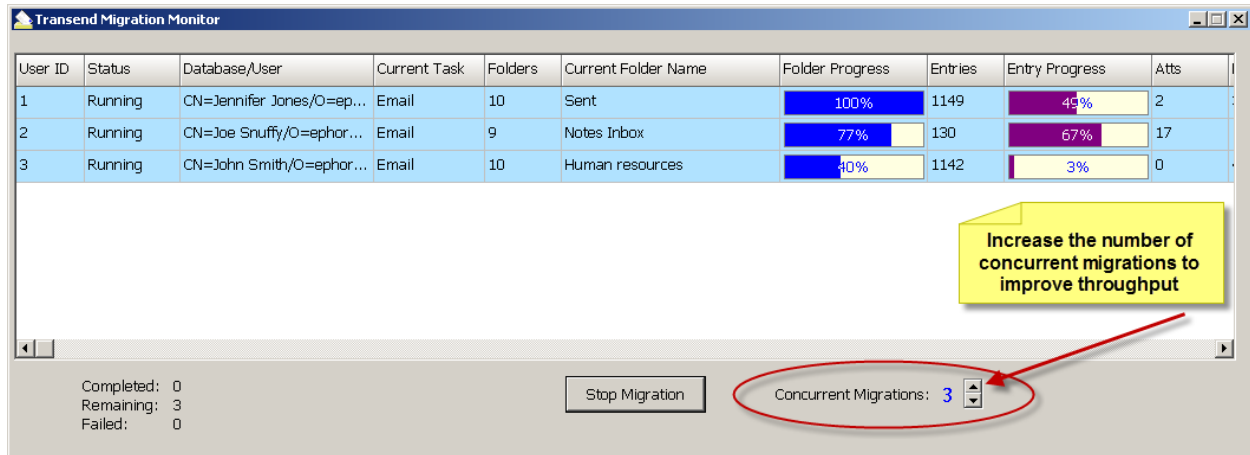 Transend Migration Monitor
User ID Status Database/User Current Task Folders Current Folder Name Folder Progress Entries Entry Progress Atts
1 Running CN=Jennifer Jones/O=ep... Email 10 Sent 100% 1149 49% 2
2 Running CN=Joe Snuffy/O=ephor... Email 9 Notes Inbox 77% 130 67% 17
3 Running CN=John Smith/O=ephor... Email 10 Human resources 40% 1142 3% 0
Increase the number of
concurrent migrations to
improve throughput
Completed: 0
Remaining: 3
Failed: 0
Stop Migration
Concurrent Migrations: 3